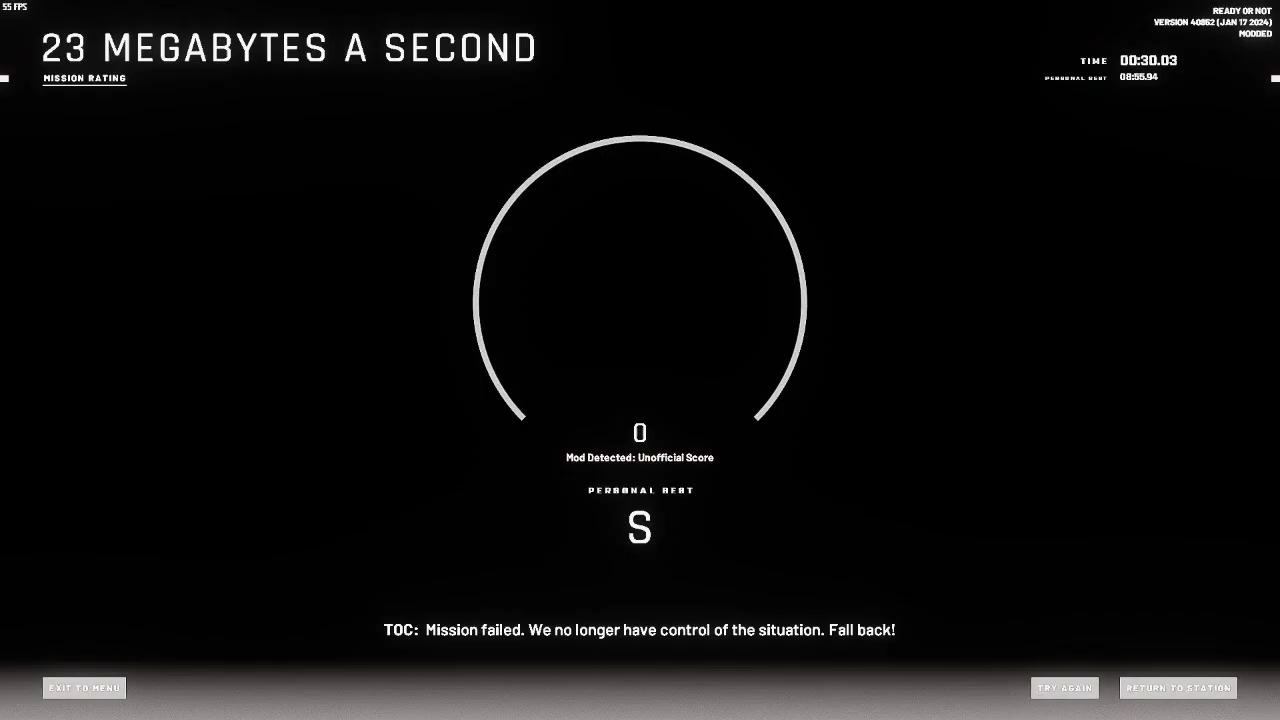 55 FPS
READY OR NOT
VERSION 40852 (JAN 17 2024)
MODDED
23 MEGABYTES A SECOND
MISSION RATING
TIME 00:30.03
PERSONAL BEST 08:55.94
0
Mod Detected: Unofficial Score
PERSONAL BEST
S
TOC: Mission failed. We no longer have control of the situation. Fall back!
EXIT TO MENU
TRY AGAIN
RETURN TO STATION